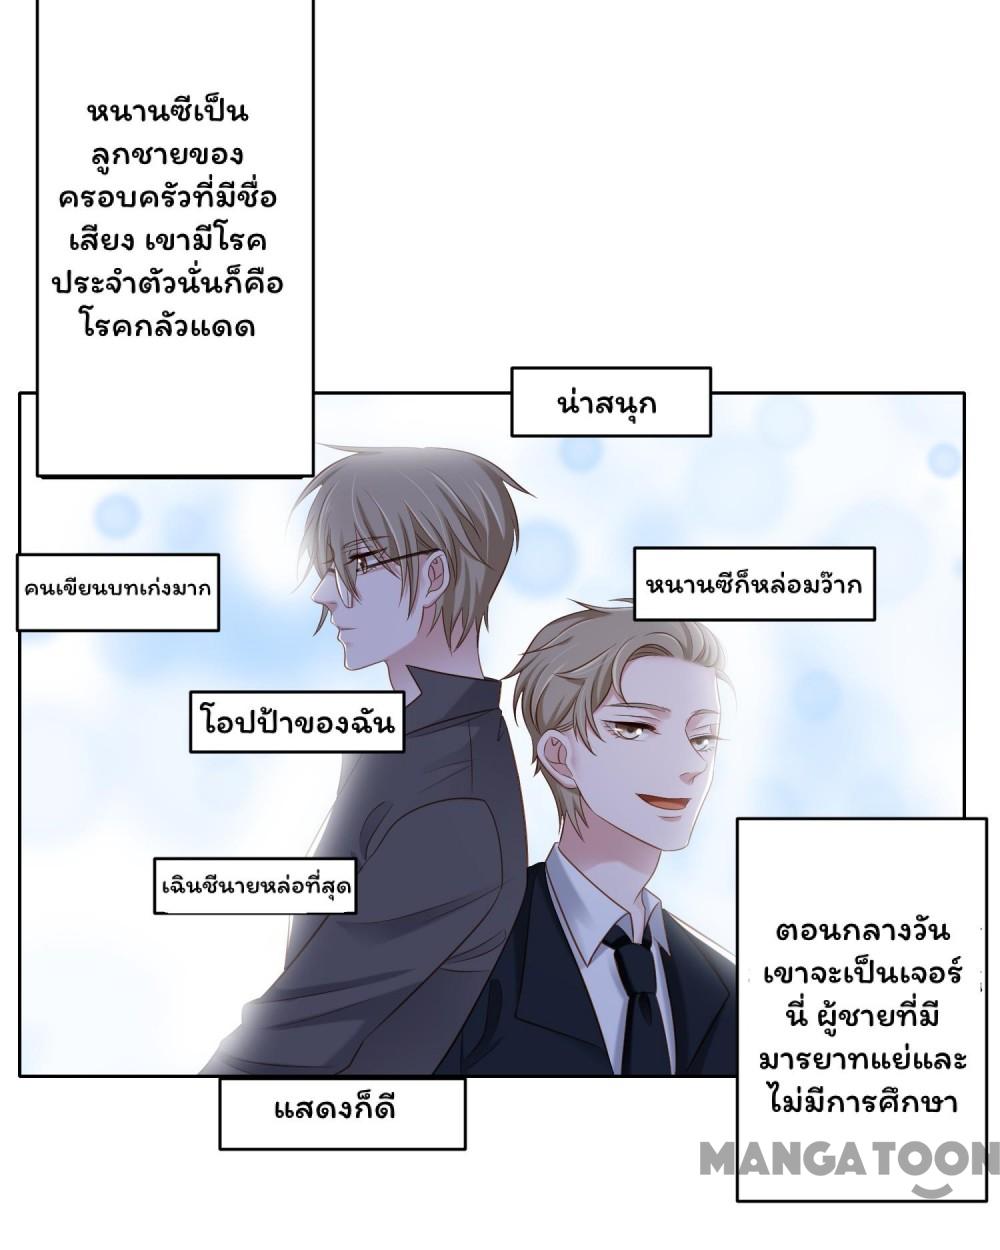 หนานซีเป็น
ลูกชายของ
ครอบครัวที่มีชื่อ
เสียง เขามีโรค
ประจำตัวนั่นก็คือ
โรคกลัวแดด
น่าสนุก
คนเขียนบทเก่งมาก
หนานซีก็หล่อมว๊าก
โอปป้าของฉัน
เฉินชีนายหล่อที่สุด
ตอนกลางวัน
เขาจะเป็นเจอร์
นี่ ผู้ชายที่มี
มารยาทแย่และ
ไม่มีการศึกษา
แสดงก็ดี
MANGATOON